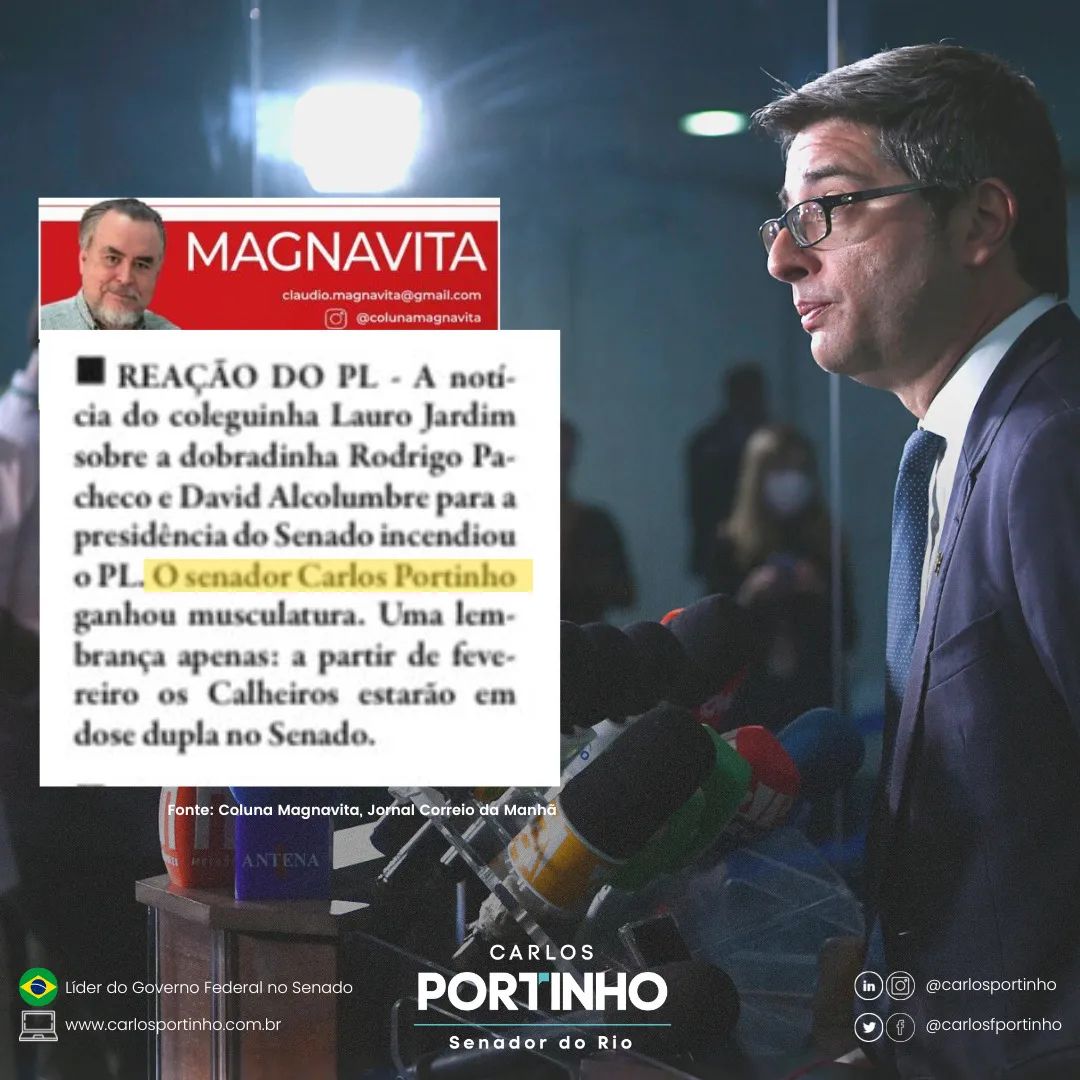 MAGNAVITA
claudio.magnavita@gmail.com
@colunamagnavita
■ REAÇÃO DO PL - A notí-
cia do coleguinha Lauro Jardim
sobre a dobradinha Rodrigo Pa-
checo e David Alcolumbre para a
presidência do Senado incendiou
o PL. O senador Carlos Portinho
ganhou musculatura. Uma lem-
brança apenas: a partir de feve-
reiro os Calheiros estarão em
dose dupla no Senado.
Fonte: Coluna Magnavita, Jornal Correio da Manhã
ANTENA
CARLOS
PORTINHO
Senador do Rio
Líder do Governo Federal no Senado
www.carlosportinho.com.br
@carlosportinho
@carlosfportinho